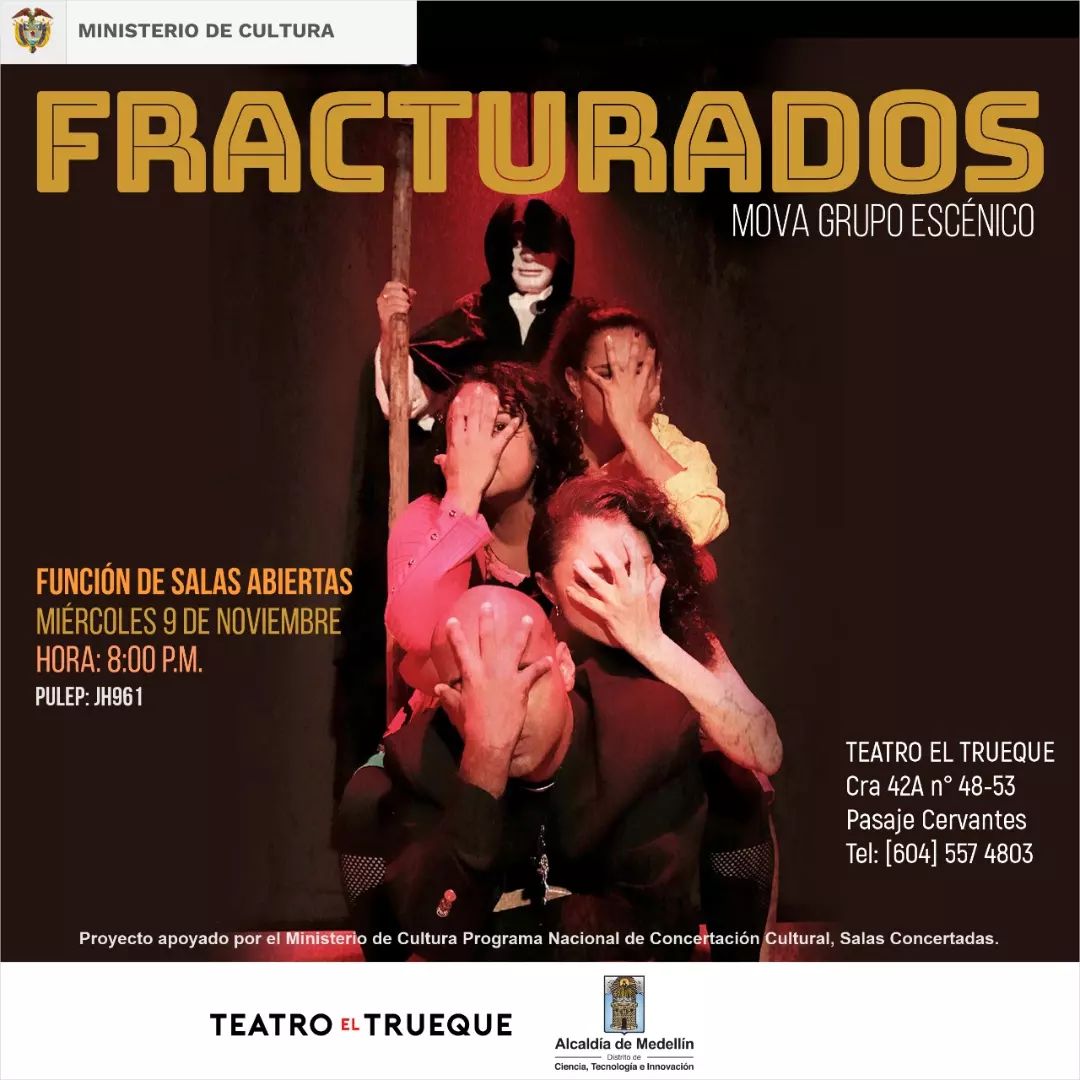 MINISTERIO DE CULTURA
FRACTURADOS
MOVA GRUPO ESCÉNICO
FUNCIÓN DE SALAS ABIERTAS
MIÉRCOLES 9 DE NOVIEMBRE
HORA: 8:00 P.M.
PULEP: JH961
TEATRO EL TRUEQUE
Cra 42A n° 48-53
Pasaje Cervantes
Tel: [604] 557 4803
Proyecto apoyado por el Ministerio de Cultura Programa Nacional de Concertación Cultural, Salas Concertadas.
TEATRO EL TRUEQUE
Alcaldía de Medellín
Distrito de
Ciencia, Tecnología e Innovación